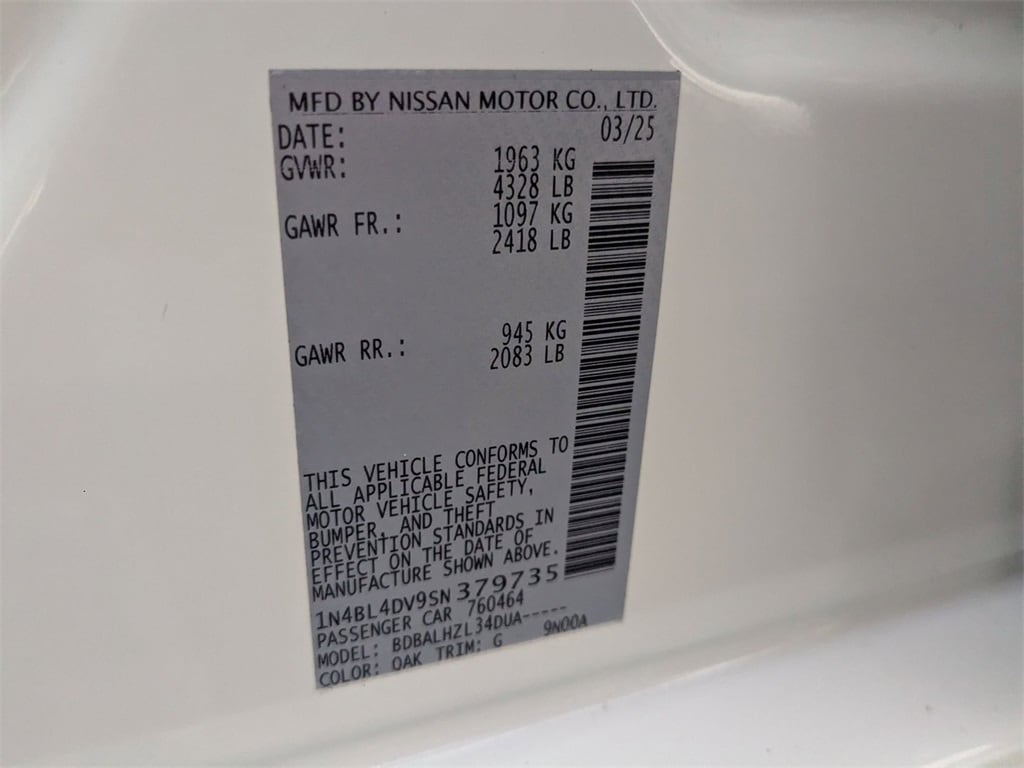 MFD BY NISSAN MOTOR CO., LTD.
DATE: 03/25
GVWR: 1963 KG
4328 LB
GAWR FR.: 1097 KG
2418 LB
GAWR RR.: 945 KG
2083 LB
THIS VEHICLE CONFORMS TO
ALL APPLICABLE FEDERAL
MOTOR VEHICLE SAFETY,
BUMPER, AND THEFT
PREVENTION STANDARDS IN
EFFECT ON THE DATE OF
MANUFACTURE SHOWN ABOVE.
1N4BL4DV9SN379735
PASSENGER CAR 760464
MODEL: BDBALHZL34DUA-----
COLOR: OAK TRIM: G 9N00A